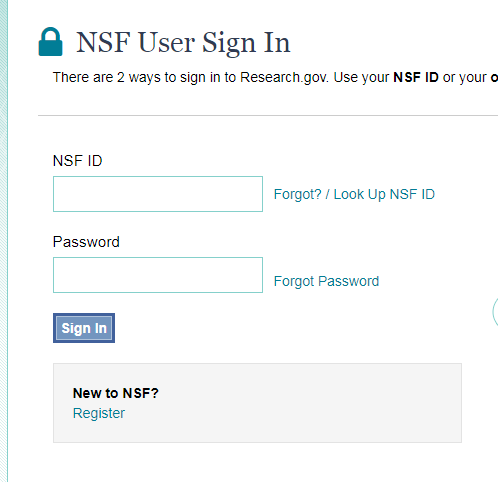 NSF User Sign In
There are 2 ways to sign in to Research.gov. Use your NSF ID or your
NSF ID
Forgot? / Look Up NSF ID
Password
Forgot Password
Sign In
New to NSF?
Register